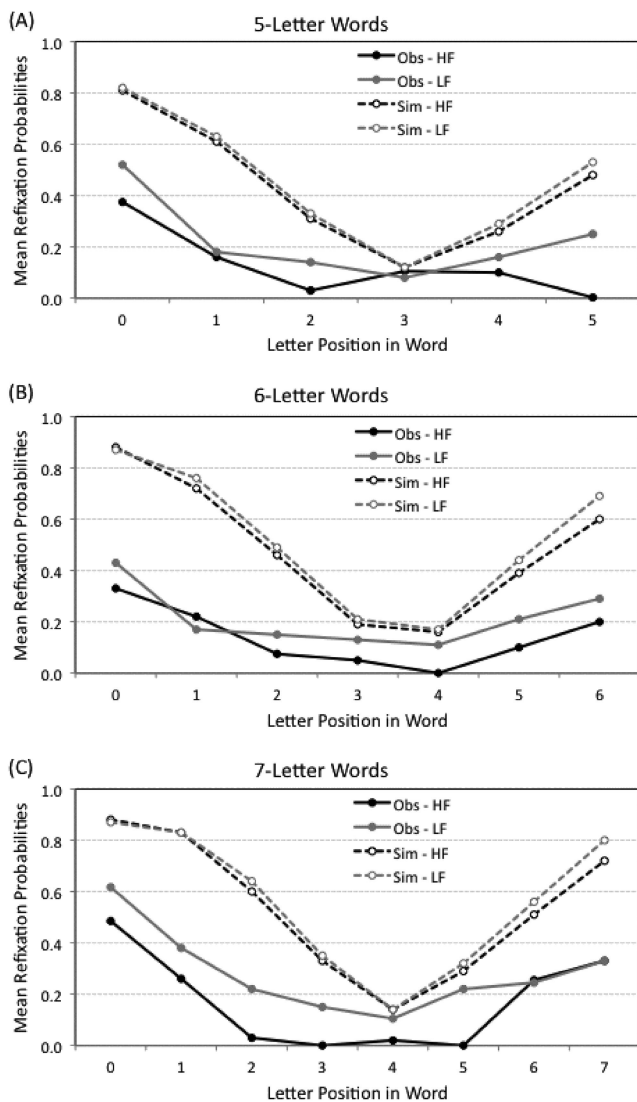 (A)
5-Letter Words
Mean Refixation Probabilities
1.0
0.8
0.6
0.4
0.2
0.0
Obs - HF
Obs - LF
Sim - HF
Sim - LF
0 1 2 3 4 5
Letter Position in Word
(B)
6-Letter Words
Mean Refixation Probabilities
1.0
0.8
0.6
0.4
0.2
0.0
Obs - HF
Obs - LF
Sim - HF
Sim - LF
0 1 2 3 4 5 6
Letter Position in Word
(C)
7-Letter Words
Mean Refixation Probabilities
1.0
0.8
0.6
0.4
0.2
0.0
Obs - HF
Obs - LF
Sim - HF
Sim - LF
0 1 2 3 4 5 6 7
Letter Position in Word